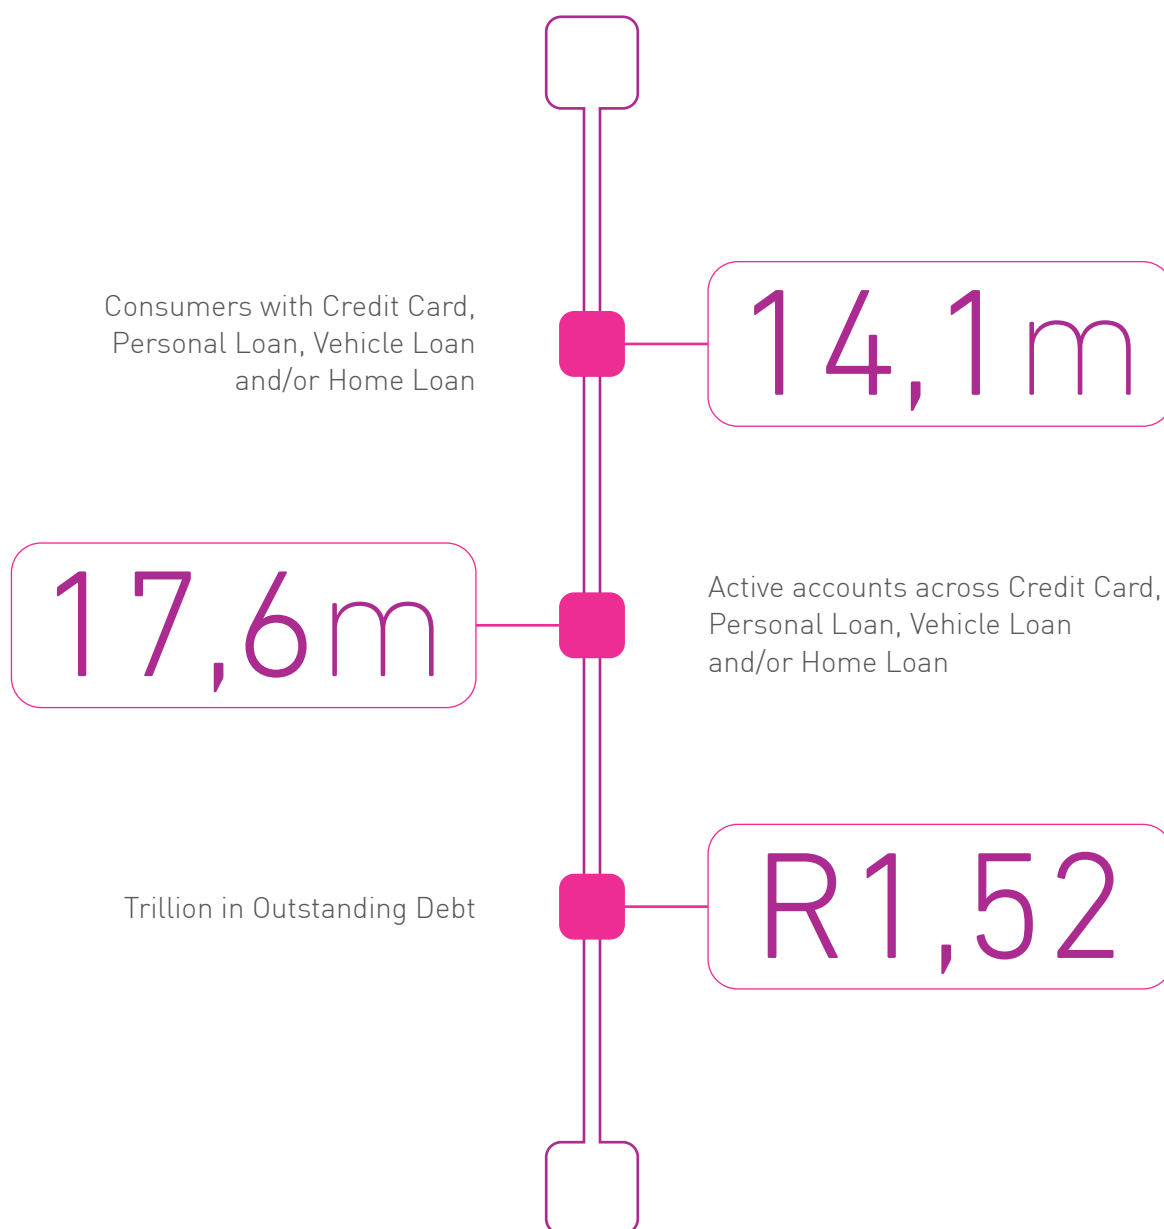 Consumers with Credit Card,
Personal Loan, Vehicle Loan
and/or Home Loan
14,1m
17,6m
Active accounts across Credit Card,
Personal Loan, Vehicle Loan
and/or Home Loan
Trillion in Outstanding Debt
R1,52